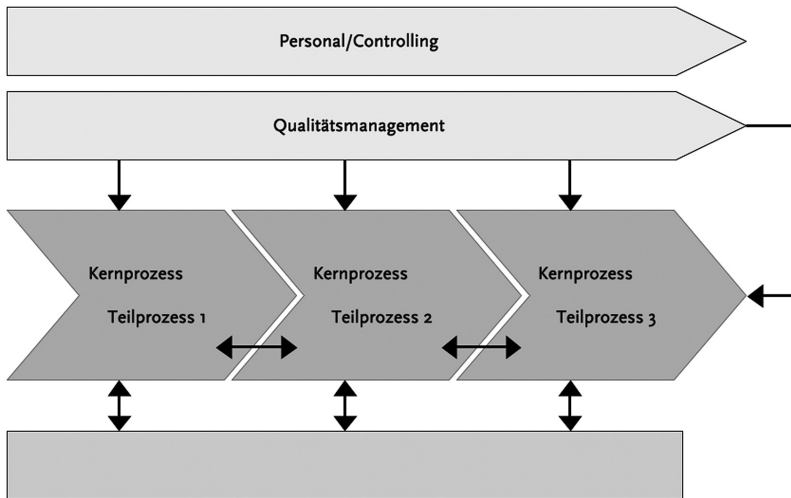 Personal/Controlling
Qualitätsmanagement
Kernprozess
Teilprozess 1
Kernprozess
Teilprozess 2
Kernprozess
Teilprozess 3